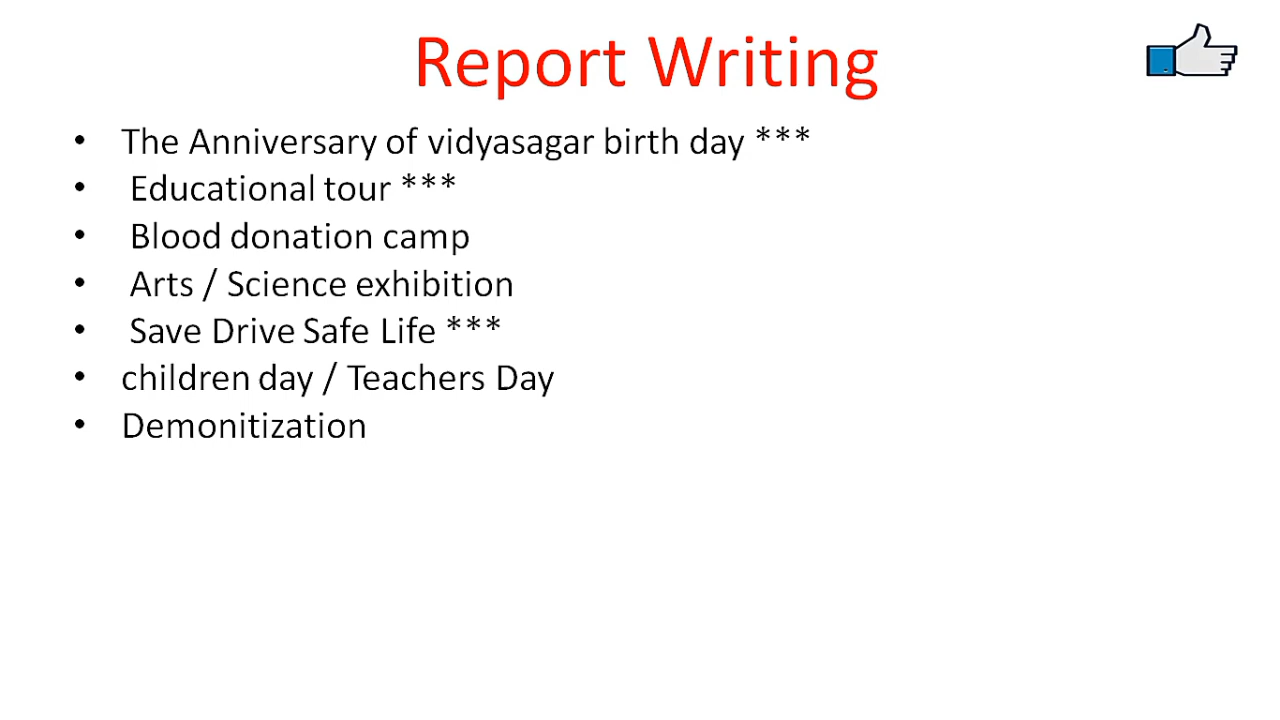 Report Writing
• The Anniversary of vidyasagar birth day ***
• Educational tour ***
• Blood donation camp
• Arts / Science exhibition
• Save Drive Safe Life ***
• children day / Teachers Day
• Demonitization